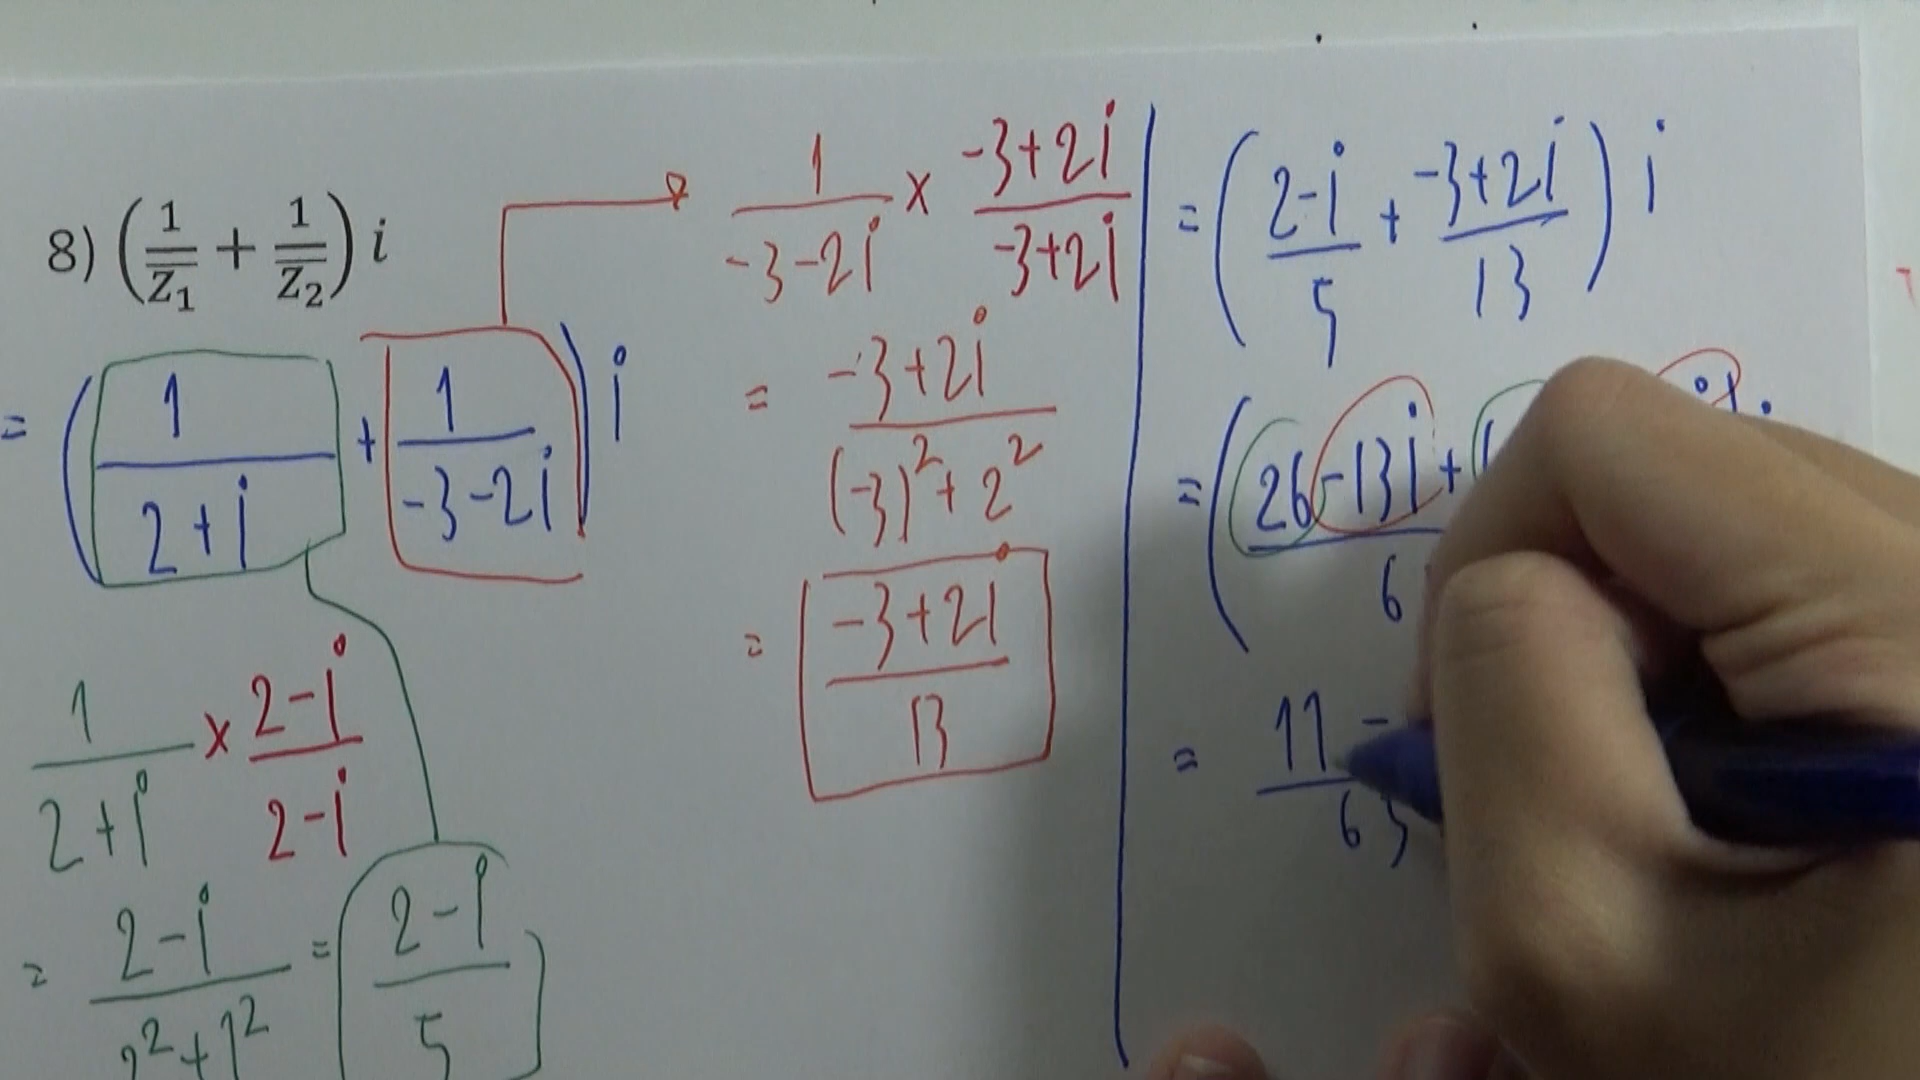 8) (1/z̅₁ + 1/z̅₂) i
= (1/(2+i) + 1/(-3-2i)) i
1/(2+i) × (2-i)/(2-i)
= (2-i)/(2²+1²) = (2-i)/5
1/(-3-2i) × (-3+2i)/(-3+2i)
= (-3+2i)/((-3)²+2²)
= (-3+2i)/13
= ((2-i)/5 + (-3+2i)/13) i
= (26-13i+
6
= 11 -
65